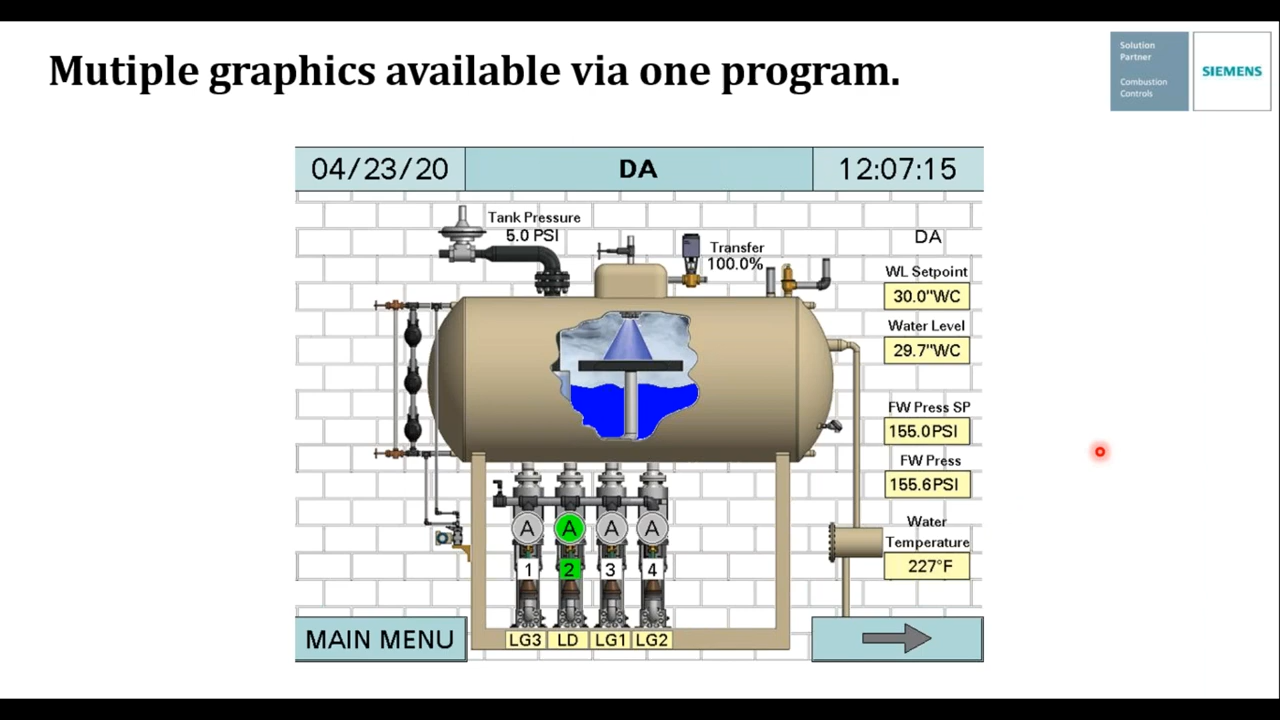 Mutiple graphics available via one program.
Solution
Partner
Combustion
Controls
SIEMENS
04/23/20
DA
12:07:15
Tank Pressure
5.0 PSI
Transfer
100.0%
DA
WL Setpoint
30.0"WC
Water Level
29.7"WC
FW Press SP
155.0PSI
FW Press
155.6PSI
Water
Temperature
227°F
A A A A
1 2 3 4
LG3 LD LG1 LG2
MAIN MENU